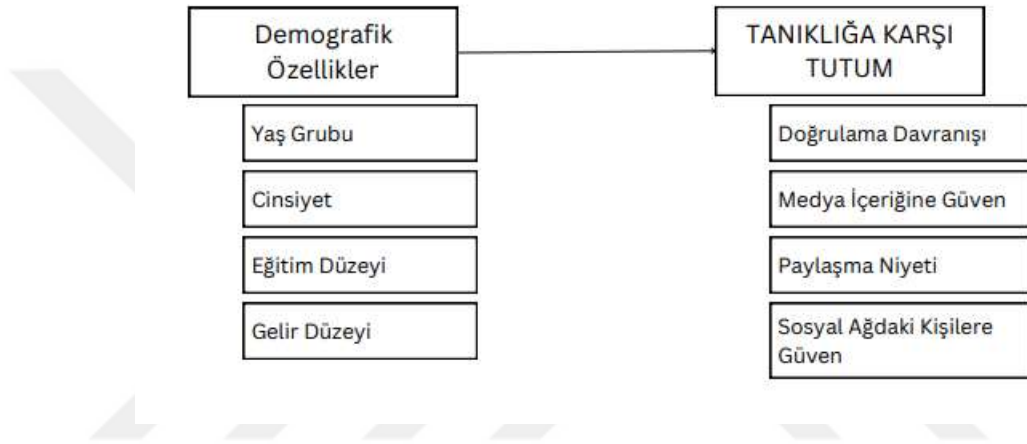 Demografik
Özellikler
Yaş Grubu
Cinsiyet
Eğitim Düzeyi
Gelir Düzeyi
TANIKLIĞA KARŞI
TUTUM
Doğrulama Davranışı
Medya İçeriğine Güven
Paylaşma Niyeti
Sosyal Ağdaki Kişilere
Güven